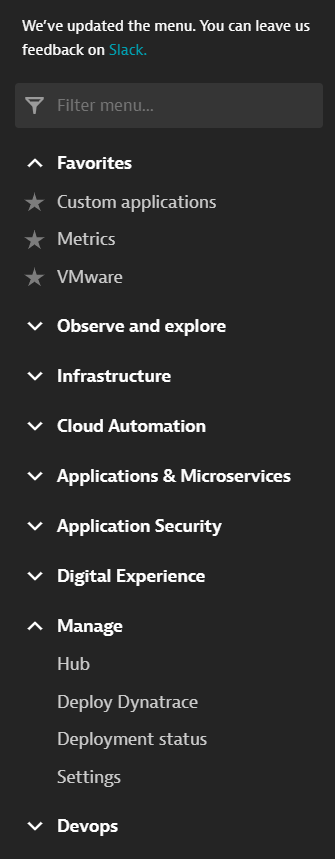 We've updated the menu. You can leave us
feedback on Slack.
Filter menu...
Favorites
Custom applications
Metrics
VMware
Observe and explore
Infrastructure
Cloud Automation
Applications & Microservices
Application Security
Digital Experience
Manage
Hub
Deploy Dynatrace
Deployment status
Settings
Devops